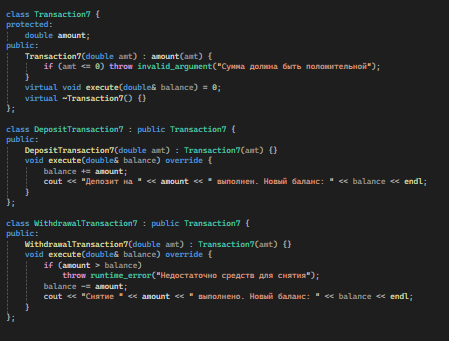 class Transaction7 {
protected:
    double amount;
public:
    Transaction7(double amt) : amount(amt) {
        if (amt <= 0) throw invalid_argument("Сумма должна быть положительной");
    }
    virtual void execute(double& balance) = 0;
    virtual ~Transaction7() {}
};

class DepositTransaction7 : public Transaction7 {
public:
    DepositTransaction7(double amt) : Transaction7(amt) {}
    void execute(double& balance) override {
        balance += amount;
        cout << "Депозит на " << amount << " выполнен. Новый баланс: " << balance << endl;
    }
};

class WithdrawalTransaction7 : public Transaction7 {
public:
    WithdrawalTransaction7(double amt) : Transaction7(amt) {}
    void execute(double& balance) override {
        if (amount > balance)
            throw runtime_error("Недостаточно средств для снятия");
        balance -= amount;
        cout << "Снятие " << amount << " выполнено. Новый баланс: " << balance << endl;
    }
};